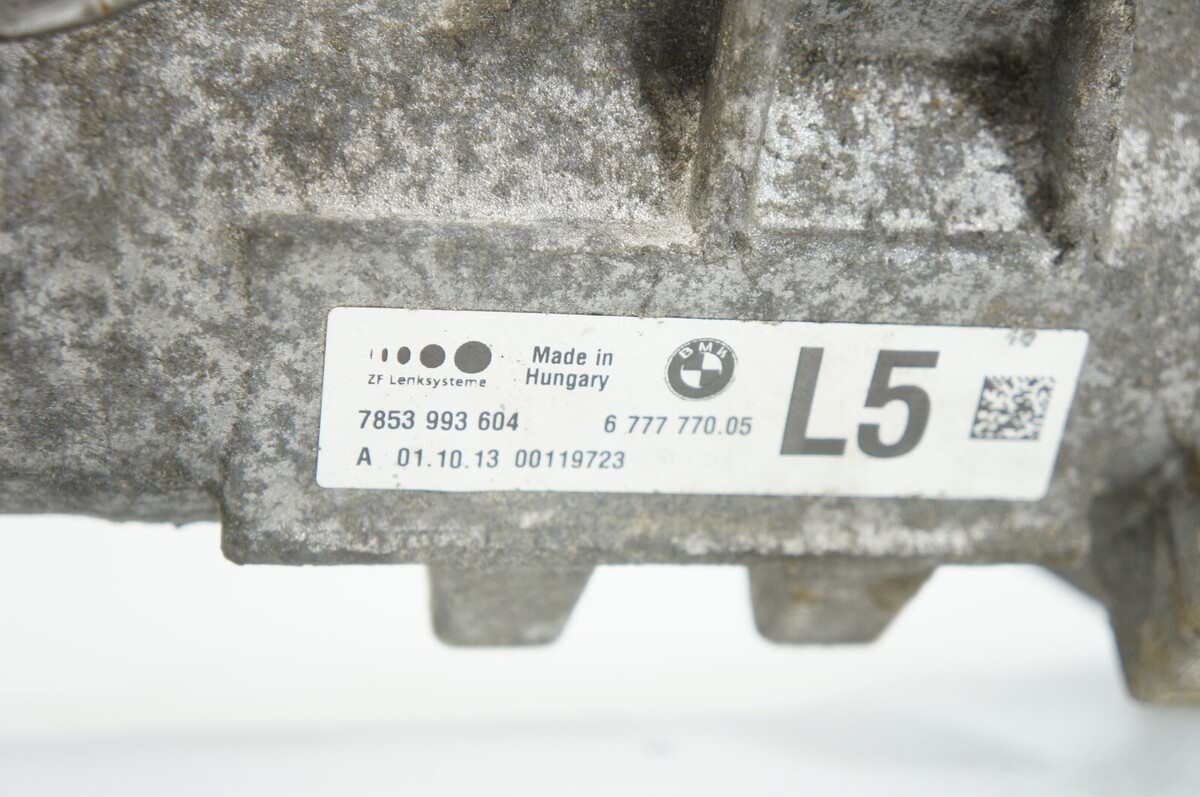 ZF Lenksysteme
Made in
Hungary
BMW
L5
7853 993 604
6 777 770.05
A 01.10.13 00119723